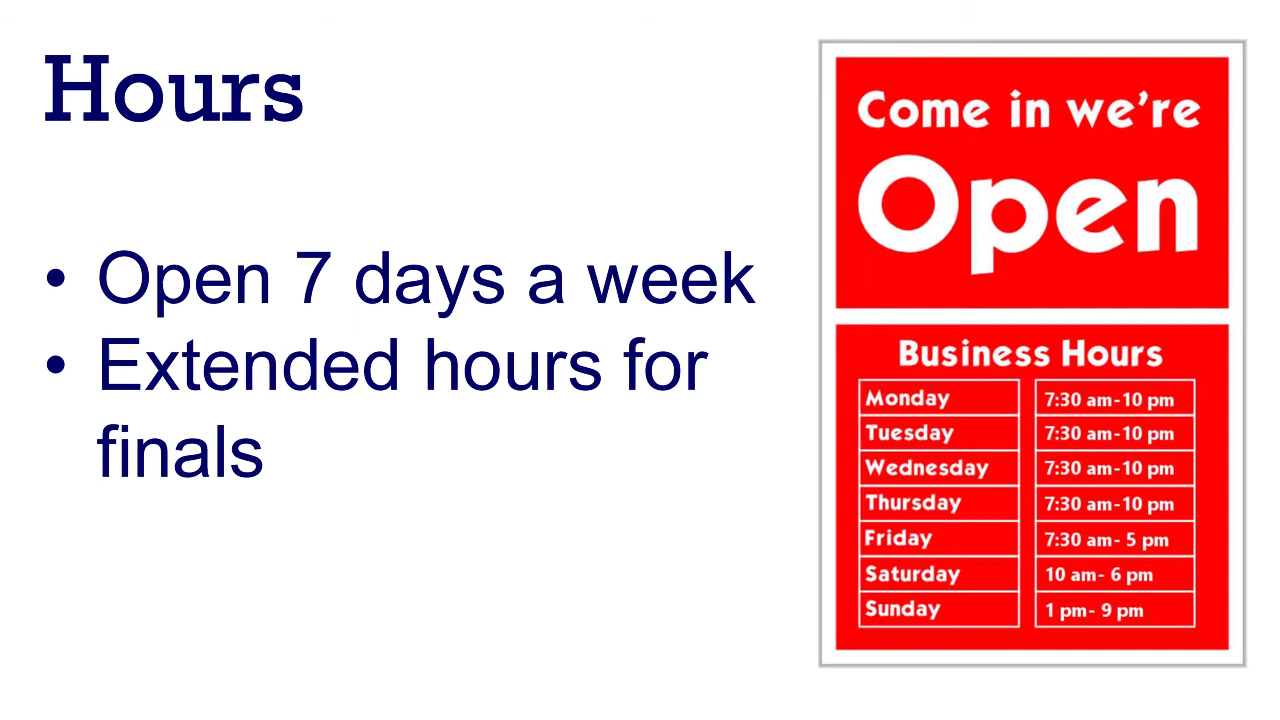 Hours
• Open 7 days a week
• Extended hours for
finals
Come in we're
Open
Business Hours
Monday 7:30 am-10 pm
Tuesday 7:30 am-10 pm
Wednesday 7:30 am-10 pm
Thursday 7:30 am-10 pm
Friday 7:30 am- 5 pm
Saturday 10 am- 6 pm
Sunday 1 pm- 9 pm